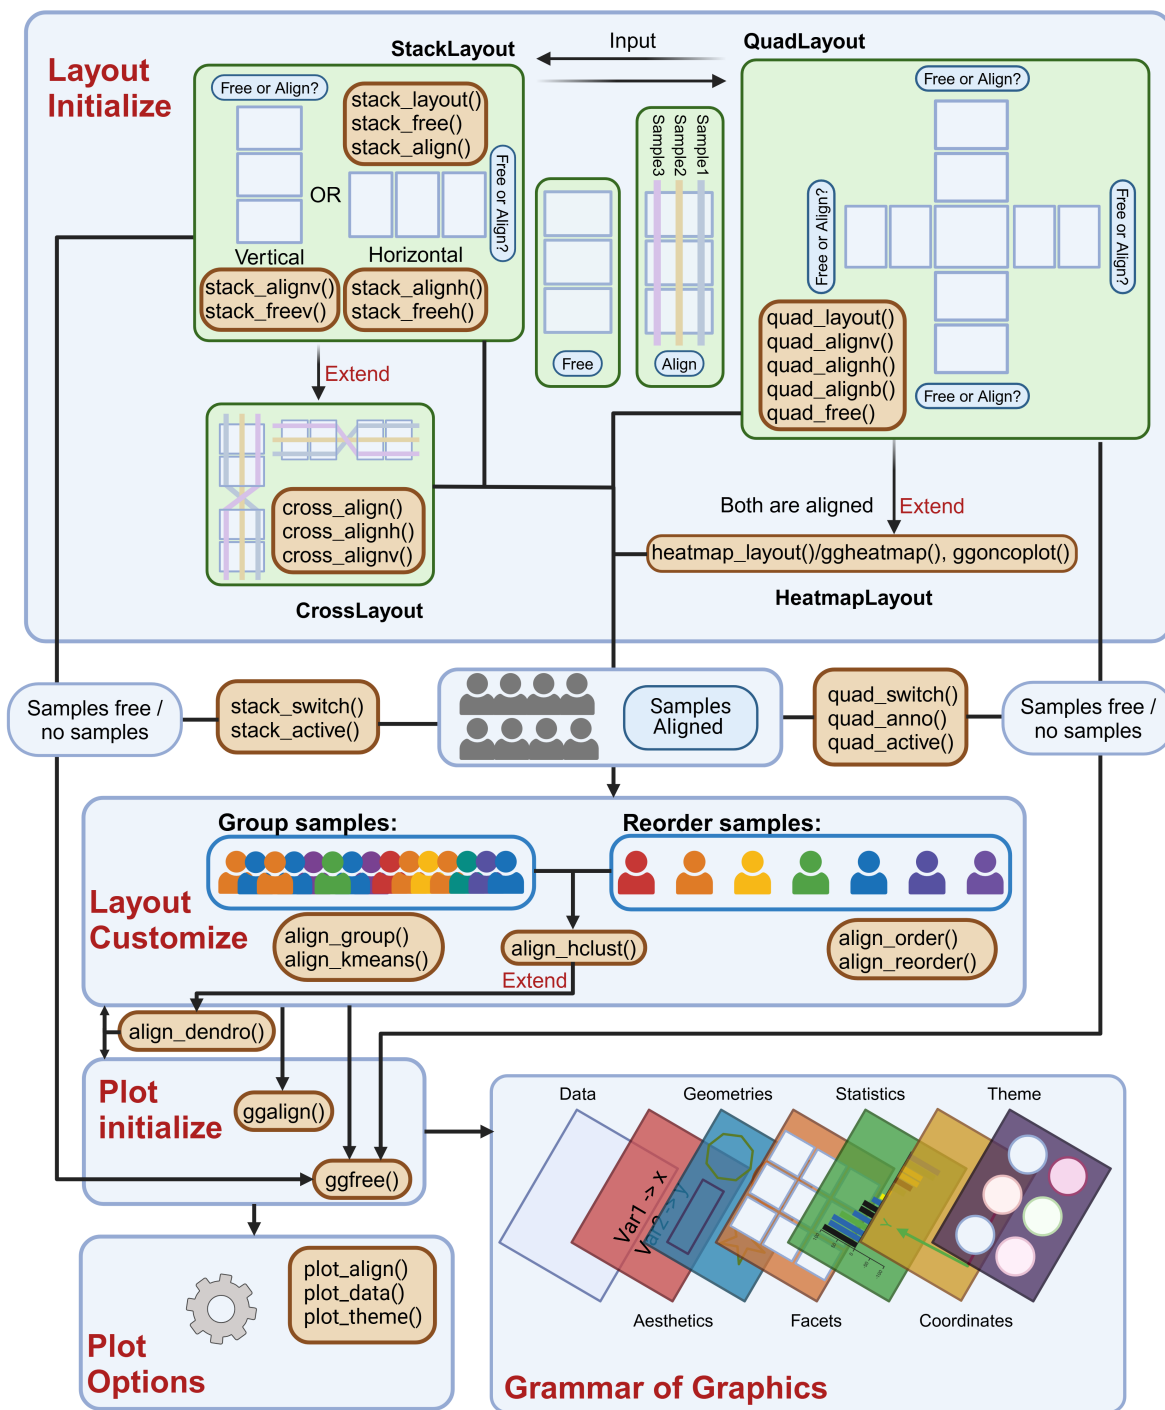 Layout
Initialize
StackLayout
Input
QuadLayout
Free or Align?
stack_layout()
stack_free()
stack_align()
Free or Align?
OR
Vertical
Horizontal
stack_alignv()
stack_freev()
stack_alignh()
stack_freeh()
Free
Sample3
Sample2
Sample1
Align
Free or Align?
Free or Align?
Free or Align?
Free or Align?
quad_layout()
quad_alignv()
quad_alignh()
quad_alignb()
quad_free()
Extend
cross_align()
cross_alignh()
cross_alignv()
CrossLayout
Both are aligned
Extend
heatmap_layout()/ggheatmap(), ggoncoplot()
HeatmapLayout
Samples free /
no samples
stack_switch()
stack_active()
Samples
Aligned
quad_switch()
quad_anno()
quad_active()
Samples free /
no samples
Layout
Customize
Group samples:
Reorder samples:
align_group()
align_kmeans()
align_hclust()
align_order()
align_reorder()
Extend
align_dendro()
Plot
initialize
ggalign()
ggfree()
Plot
Options
plot_align()
plot_data()
plot_theme()
Data
Geometries
Statistics
Theme
Var1 -> x
Var2 -> y
Y
Aesthetics
Facets
Coordinates
Grammar of Graphics